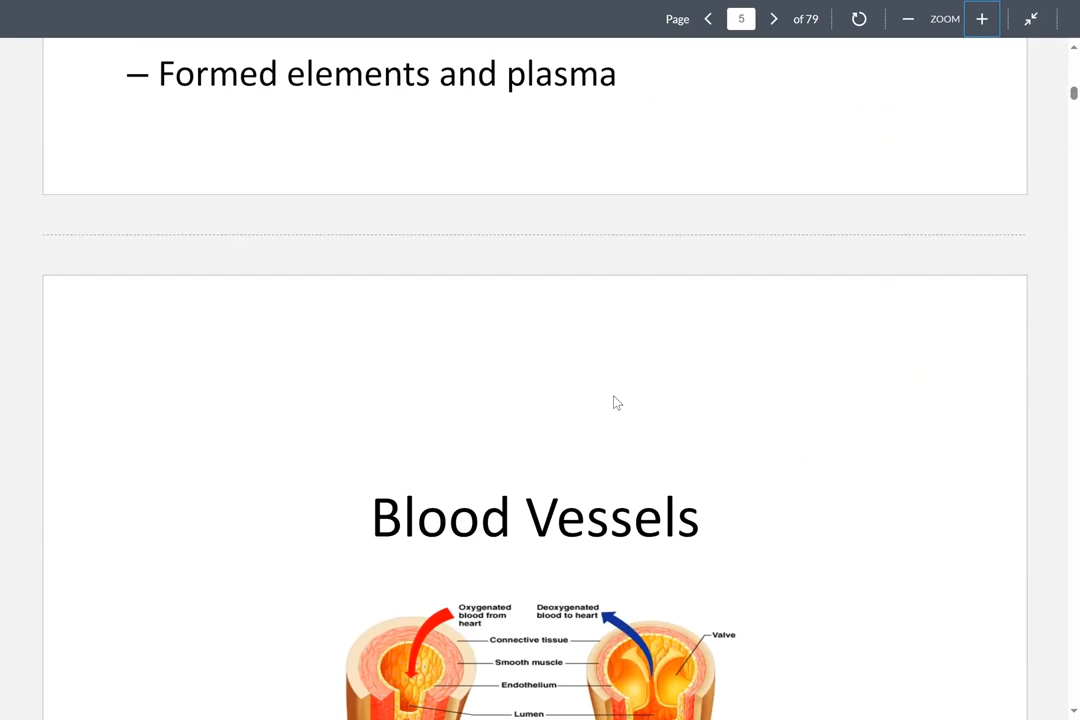 Page 5 of 79 ZOOM
– Formed elements and plasma
Blood Vessels
Oxygenated
blood from
heart
Deoxygenated
blood to heart
Valve
Connective tissue
Smooth muscle
Endothelium
Lumen